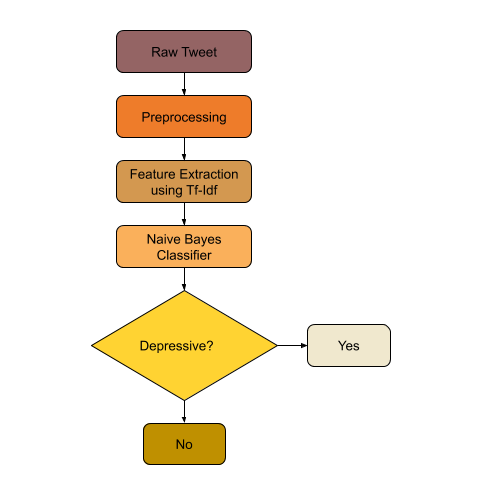 Raw Tweet
Preprocessing
Feature Extraction
using Tf-Idf
Naive Bayes
Classifier
Depressive?
Yes
No